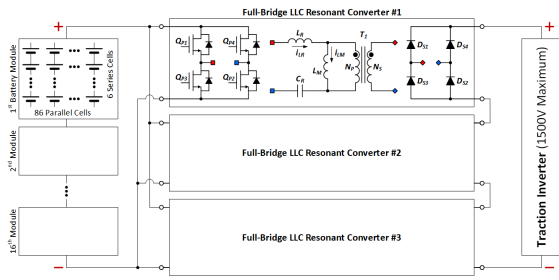 Full-Bridge LLC Resonant Converter #1
+
+
1st Battery Module
6 Series Cells
86 Parallel Cells
QP1
QP4
QP3
QP2
LR
iLR
LM
iLM
CR
T1
NP
NS
DS1
DS4
DS3
DS2
2nd Module
Full-Bridge LLC Resonant Converter #2
16th Module
Full-Bridge LLC Resonant Converter #3
Traction Inverter (1500V Maximum)
−
−